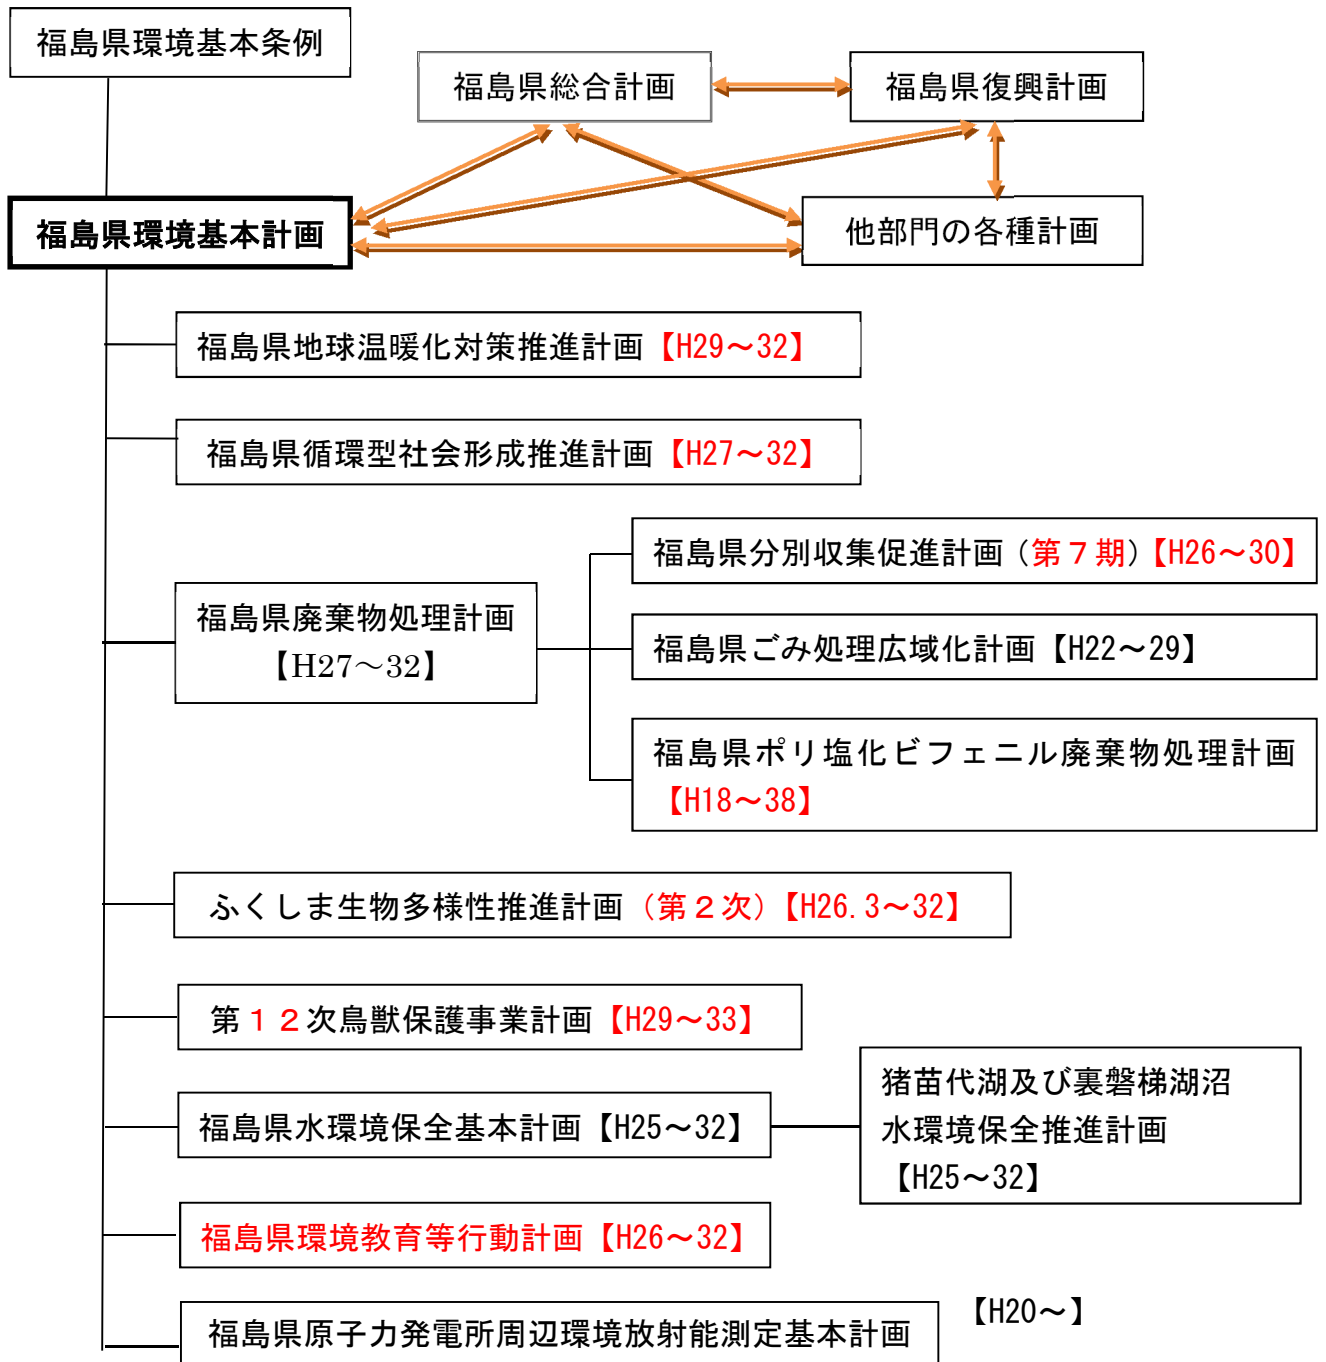 福島県環境基本条例
福島県総合計画
福島県復興計画
福島県環境基本計画
他部門の各種計画
福島県地球温暖化対策推進計画【H29～32】
福島県循環型社会形成推進計画【H27～32】
福島県廃棄物処理計画
【H27～32】
福島県分別収集促進計画（第７期）【H26～30】
福島県ごみ処理広域化計画【H22～29】
福島県ポリ塩化ビフェニル廃棄物処理計画
【H18～38】
ふくしま生物多様性推進計画（第２次）【H26.3～32】
第１２次鳥獣保護事業計画【H29～33】
福島県水環境保全基本計画【H25～32】
猪苗代湖及び裏磐梯湖沼
水環境保全推進計画
【H25～32】
福島県環境教育等行動計画【H26～32】
福島県原子力発電所周辺環境放射能測定基本計画
【H20～】